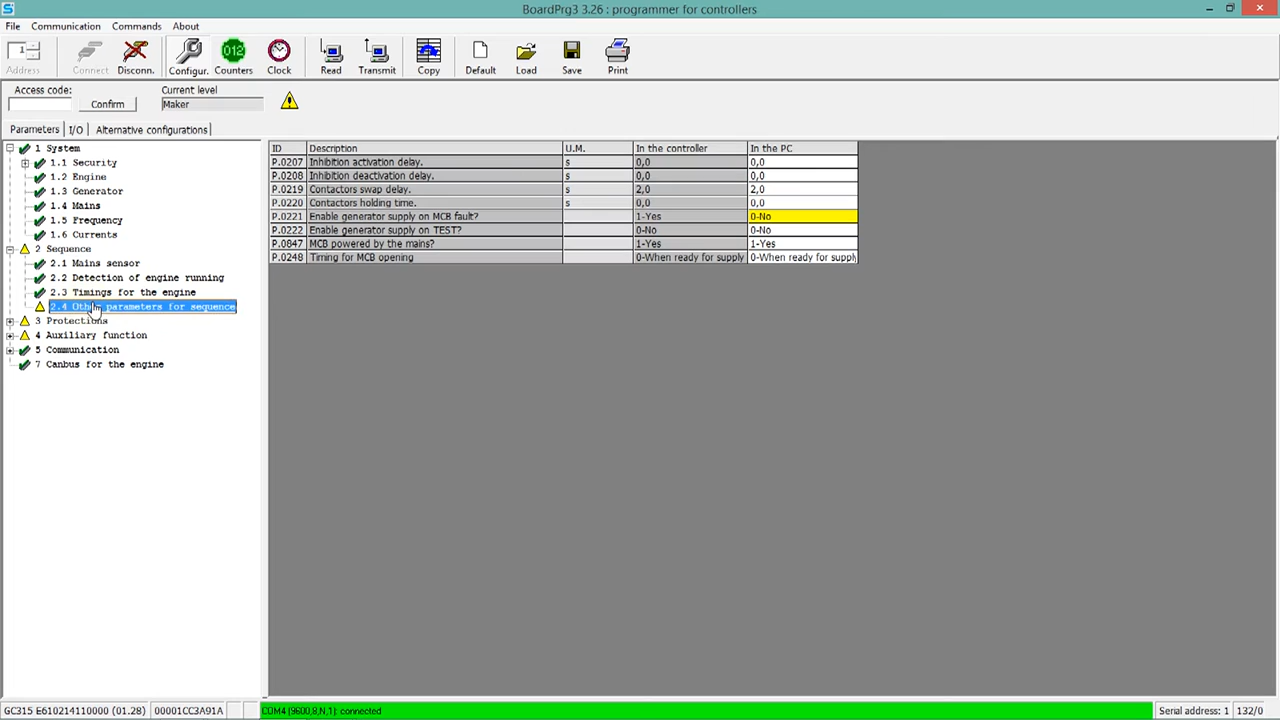 BoardPrg3 3.26 : programmer for controllers
File Communication Commands About
1 Address Connect Disconn. Configur. 012 Counters Clock Read Transmit Copy Default Load Save Print
Access code: Current level
Confirm Maker
Parameters I/O Alternative configurations
1 System
1.1 Security
1.2 Engine
1.3 Generator
1.4 Mains
1.5 Frequency
1.6 Currents
2 Sequence
2.1 Mains sensor
2.2 Detection of engine running
2.3 Timings for the engine
2.4 Other parameters for sequence
3 Protections
4 Auxiliary function
5 Communication
7 Canbus for the engine
ID Description U.M. In the controller In the PC
P.0207 Inhibition activation delay. s 0,0 0,0
P.0208 Inhibition deactivation delay. s 0,0 0,0
P.0219 Contactors swap delay. s 2,0 2,0
P.0220 Contactors holding time. s 0,0 0,0
P.0221 Enable generator supply on MCB fault? 1-Yes 0-No
P.0222 Enable generator supply on TEST? 0-No 0-No
P.0847 MCB powered by the mains? 1-Yes 1-Yes
P.0248 Timing for MCB opening 0-When ready for supply 0-When ready for supply
GC315 E610214110000 (01.28) 00001CC3A91A COM4 (9600,8,N,1): connected Serial address: 1 132/0